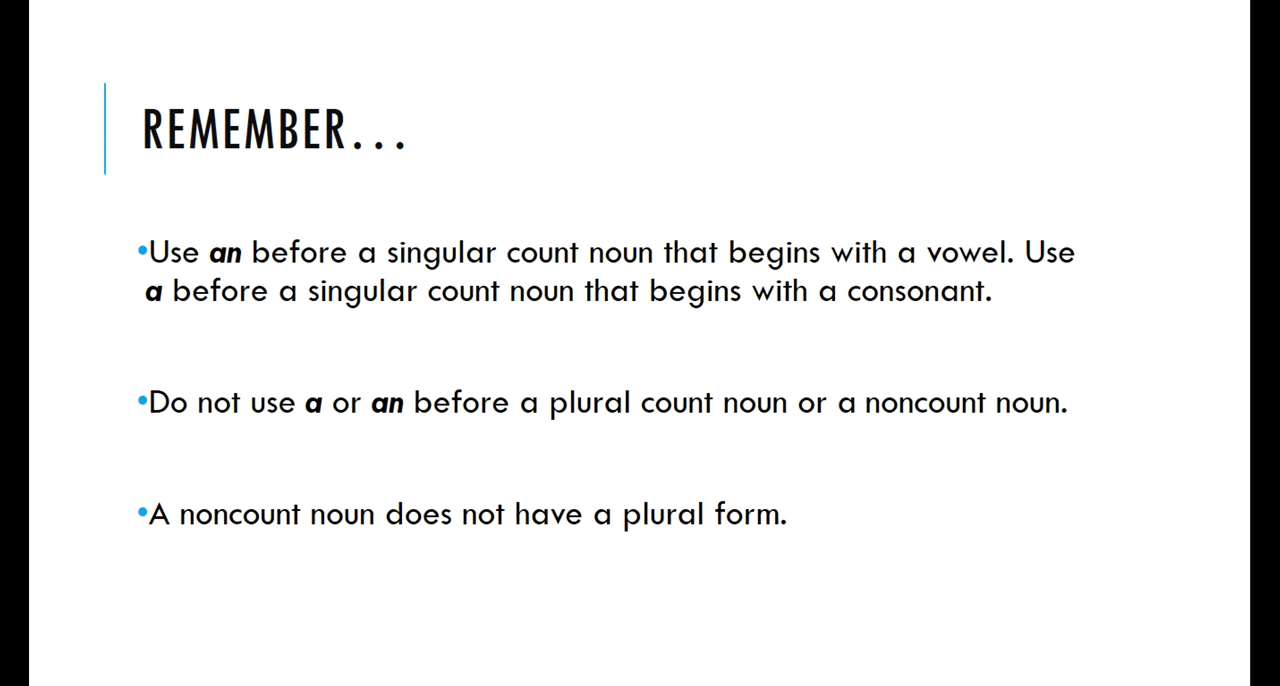 REMEMBER...
•Use an before a singular count noun that begins with a vowel. Use
a before a singular count noun that begins with a consonant.
•Do not use a or an before a plural count noun or a noncount noun.
•A noncount noun does not have a plural form.